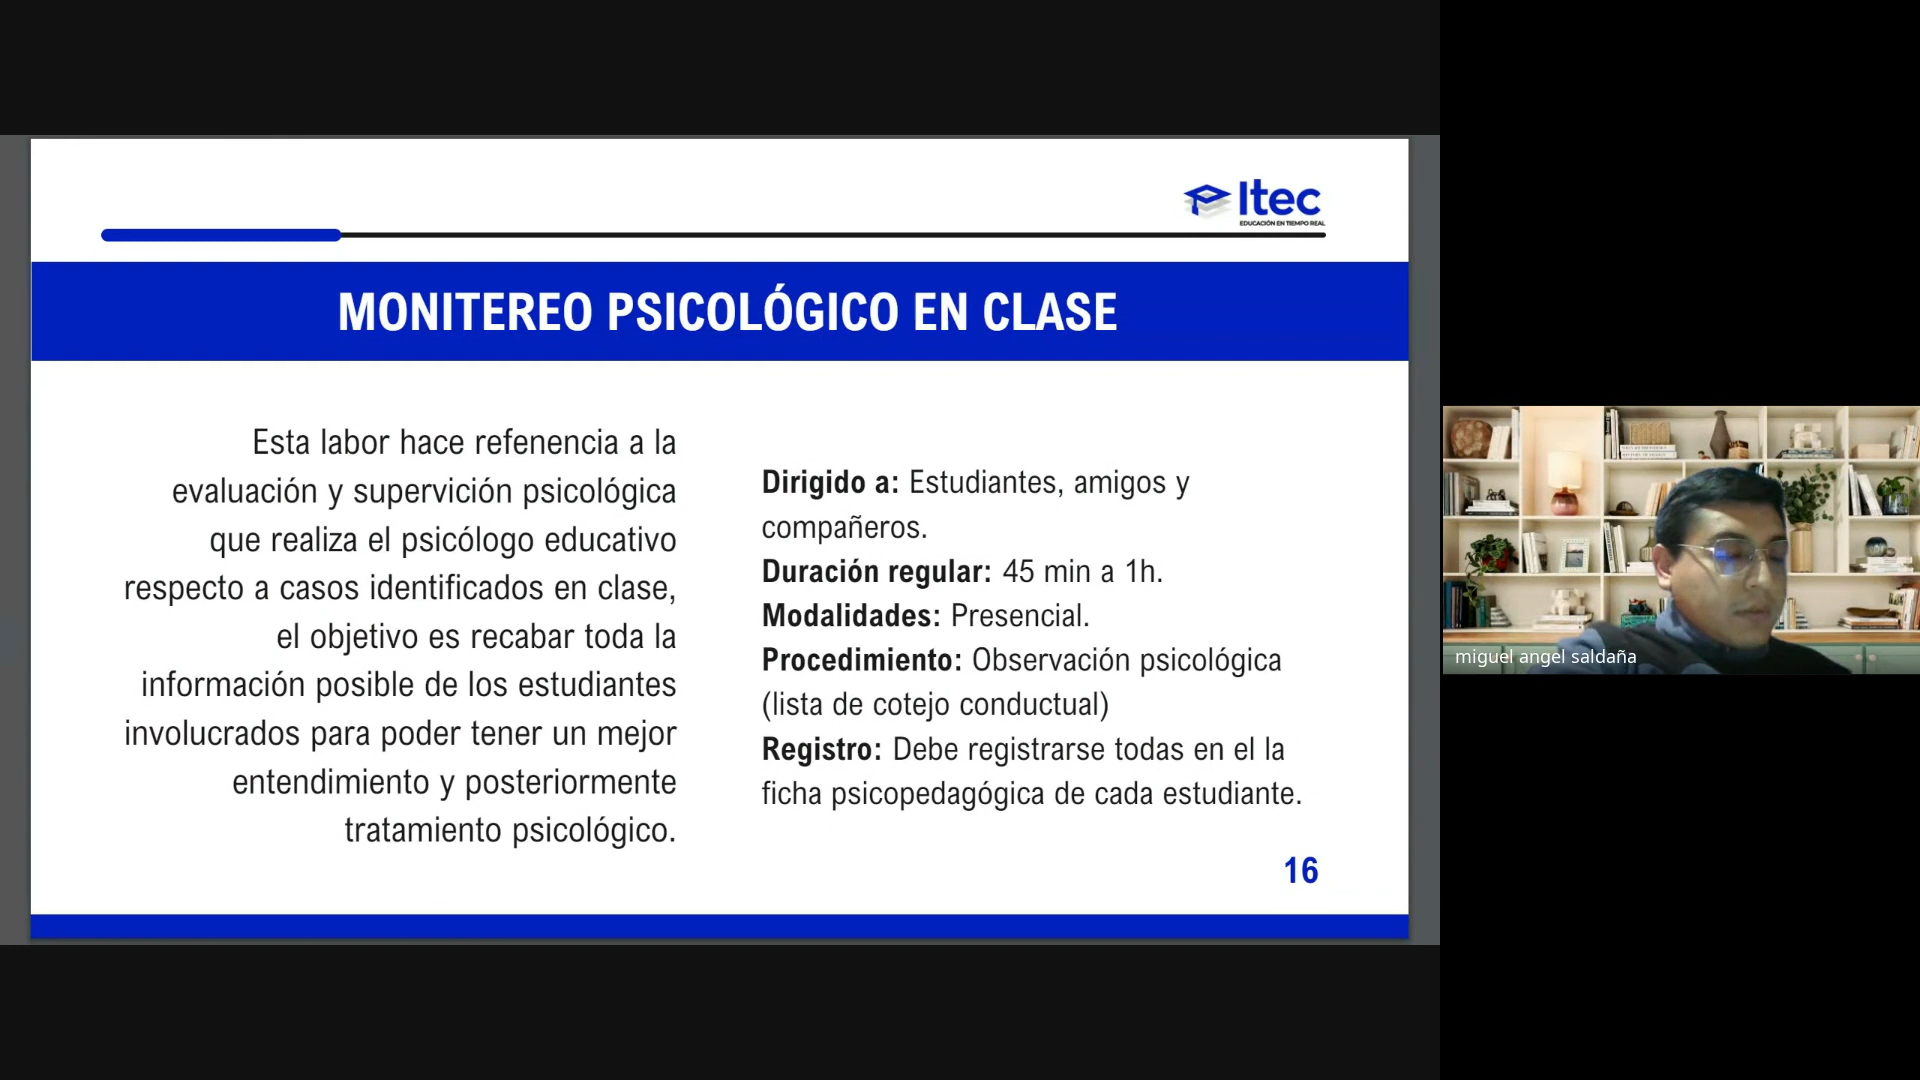 Itec
EDUCACIÓN EN TIEMPO REAL
MONITEREO PSICOLÓGICO EN CLASE
Esta labor hace refenencia a la
evaluación y supervición psicológica
que realiza el psicólogo educativo
respecto a casos identificados en clase,
el objetivo es recabar toda la
información posible de los estudiantes
involucrados para poder tener un mejor
entendimiento y posteriormente
tratamiento psicológico.
Dirigido a: Estudiantes, amigos y
compañeros.
Duración regular: 45 min a 1h.
Modalidades: Presencial.
Procedimiento: Observación psicológica
(lista de cotejo conductual)
Registro: Debe registrarse todas en el la
ficha psicopedagógica de cada estudiante.
16
miguel angel saldaña